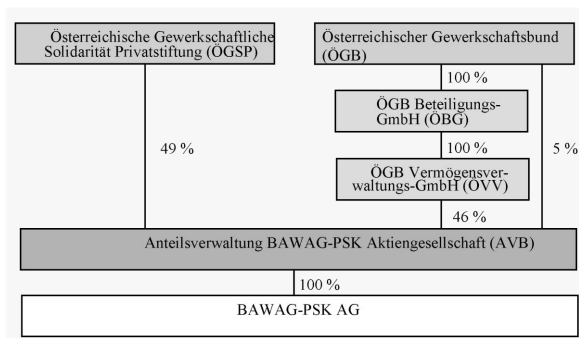 Österreichische Gewerkschaftliche
Solidarität Privatstiftung (ÖGSP)
Österreichischer Gewerkschaftsbund
(ÖGB)
100 %
ÖGB Beteiligungs-
GmbH (ÖBG)
49 %
100 %
5 %
ÖGB Vermögensver-
waltungs-GmbH (ÖVV)
46 %
Anteilsverwaltung BAWAG-PSK Aktiengesellschaft (AVB)
100 %
BAWAG-PSK AG